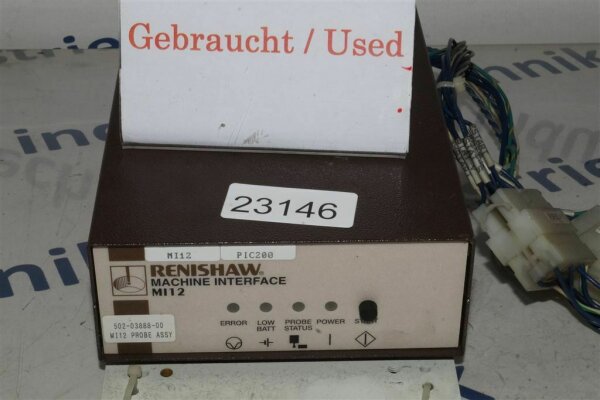 Gebraucht / Used
23146
MI12 PIC200
RENISHAW®
MACHINE INTERFACE
MI12
502-03888-00
MI12 PROBE ASSY
ERROR LOW BATT PROBE STATUS POWER